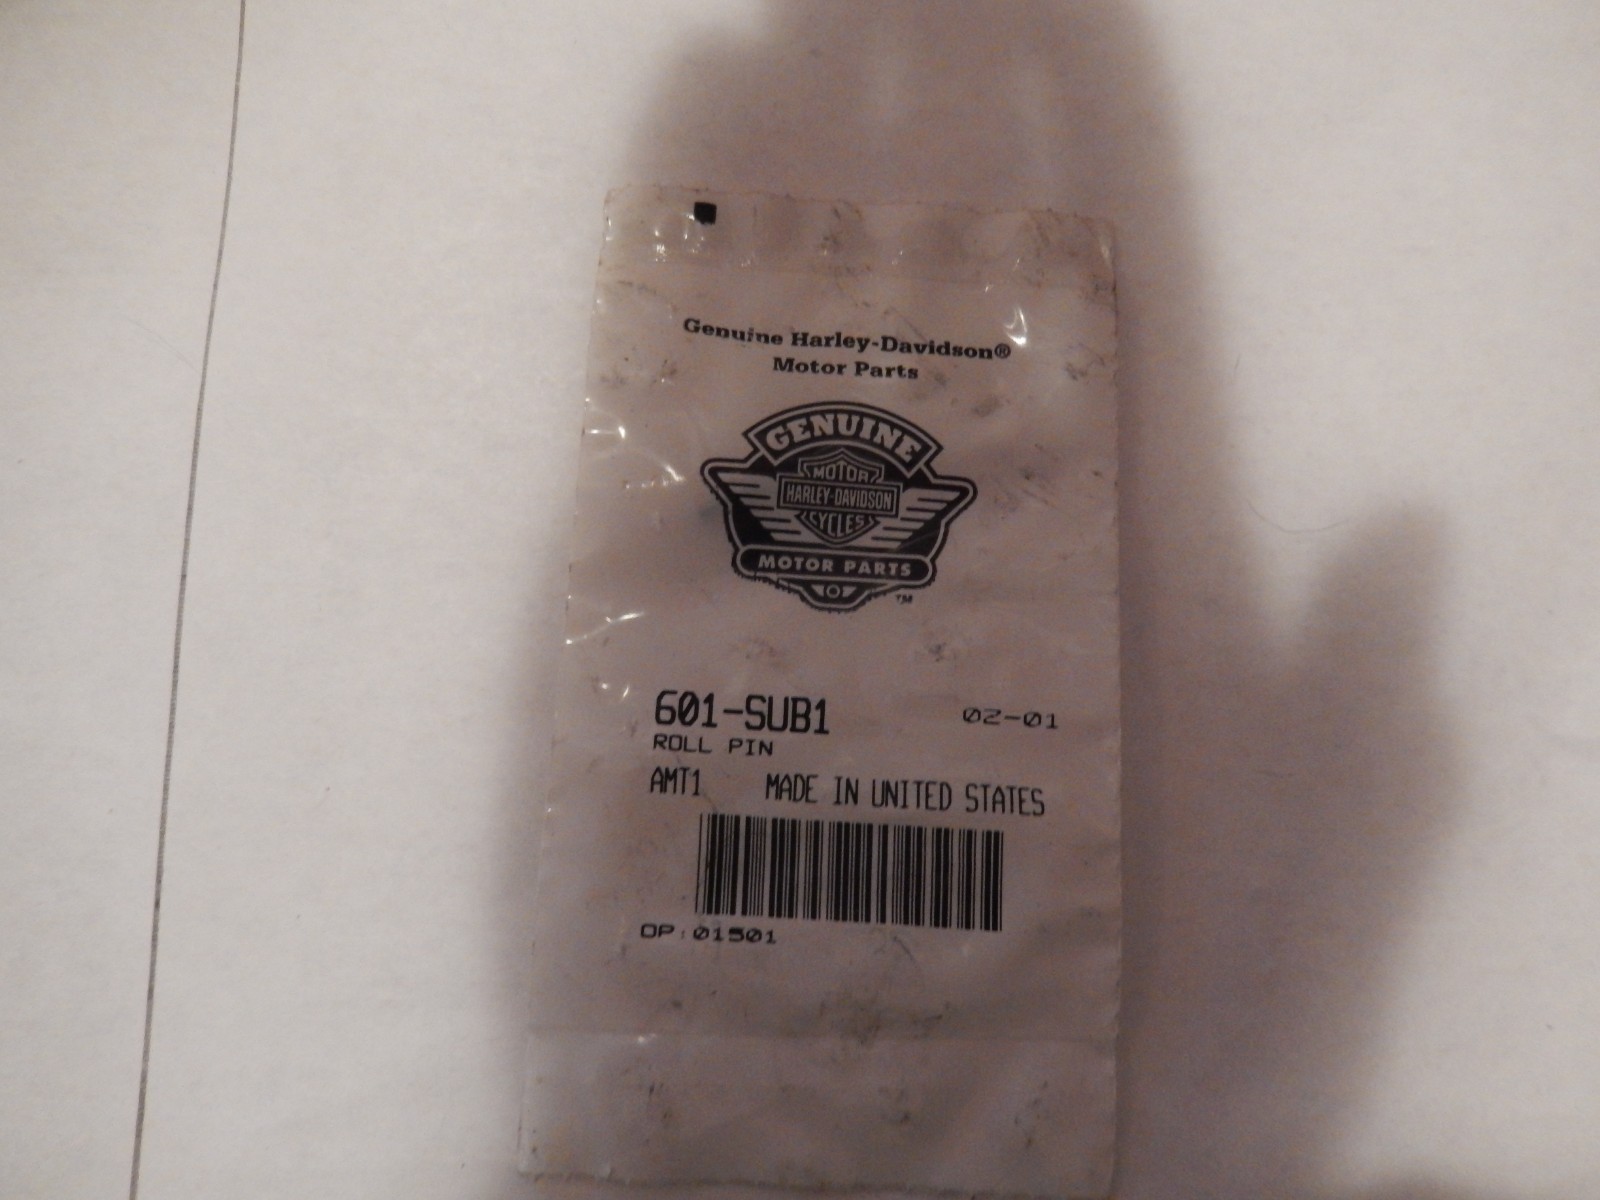 Genuine Harley-Davidson®
Motor Parts
GENUINE
MOTOR
HARLEY-DAVIDSON
CYCLES
MOTOR PARTS
TM
601-SUB1 02-01
ROLL PIN
AMT1 MADE IN UNITED STATES
OP:01501